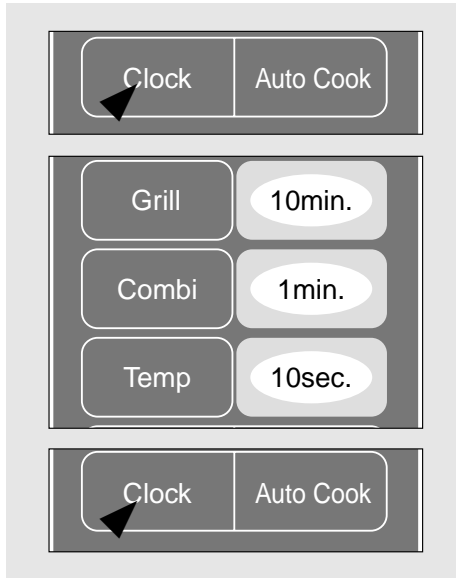 Clock Auto Cook
Grill 10min.
Combi 1min.
Temp 10sec.
Clock Auto Cook